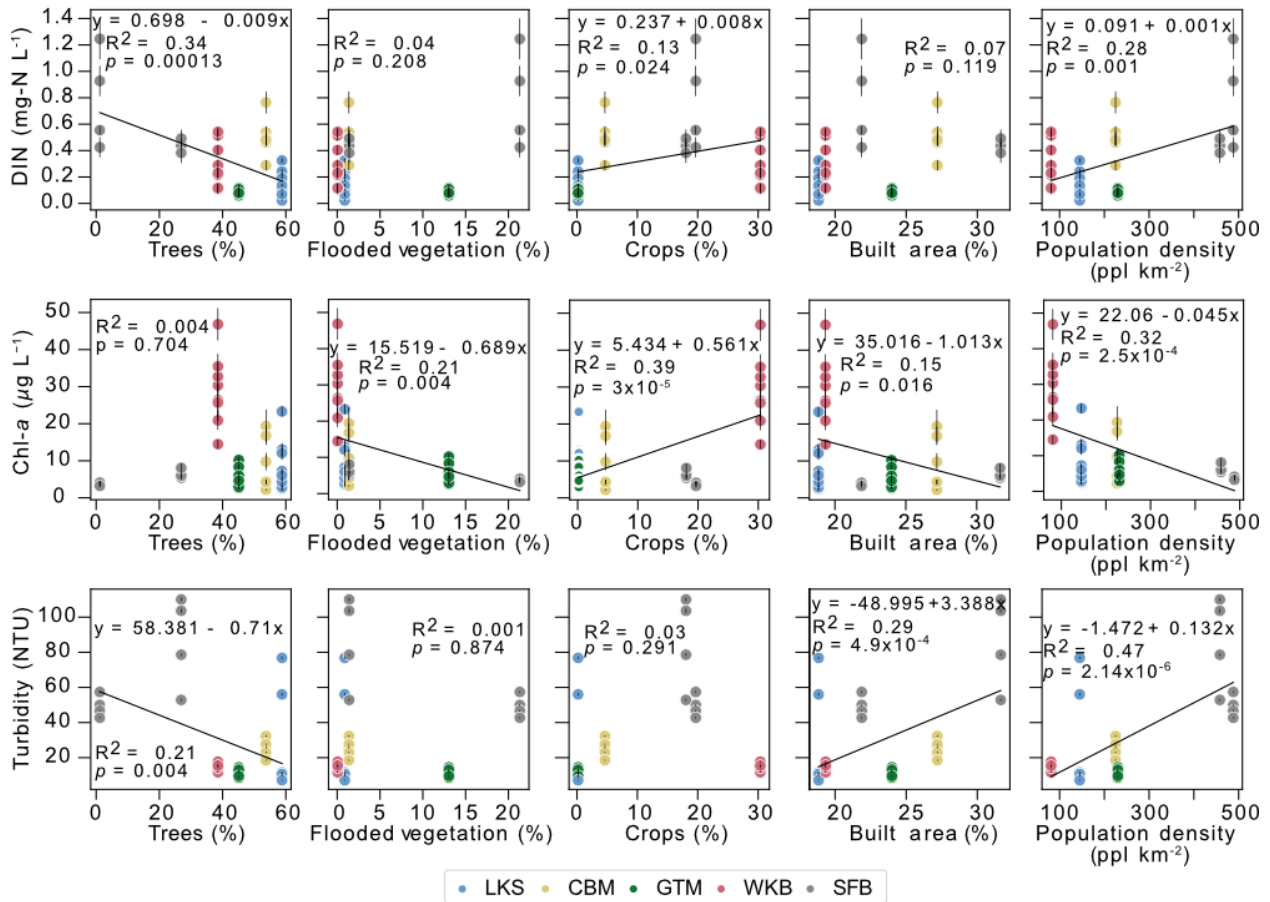 y = 0.698 - 0.009x
R² = 0.34
p = 0.00013
R² = 0.04
p = 0.208
y = 0.237 + 0.008x
R² = 0.13
p = 0.024
R² = 0.07
p = 0.119
y = 0.091 + 0.001x
R² = 0.28
p = 0.001
DIN (mg-N L⁻¹)
1.4
1.2
1.0
0.8
0.6
0.4
0.2
0.0
0 20 40 60
Trees (%)
0 5 10 15 20
Flooded vegetation (%)
0 10 20 30
Crops (%)
20 25 30
Built area (%)
100 300 500
Population density
(ppl km⁻²)
R² = 0.004
p = 0.704
y = 15.519 - 0.689x
R² = 0.21
p = 0.004
y = 5.434 + 0.561x
R² = 0.39
p = 3x10⁻⁵
y = 35.016 - 1.013x
R² = 0.15
p = 0.016
y = 22.06 - 0.045x
R² = 0.32
p = 2.5x10⁻⁴
Chl-a (µg L⁻¹)
50
40
30
20
10
0
0 20 40 60
Trees (%)
0 5 10 15 20
Flooded vegetation (%)
0 10 20 30
Crops (%)
20 25 30
Built area (%)
100 300 500
Population density
(ppl km⁻²)
y = 58.381 - 0.71x
R² = 0.21
p = 0.004
R² = 0.001
p = 0.874
R² = 0.03
p = 0.291
y = -48.995 + 3.388x
R² = 0.29
p = 4.9x10⁻⁴
y = -1.472 + 0.132x
R² = 0.47
p = 2.14x10⁻⁶
Turbidity (NTU)
100
80
60
40
20
0 20 40 60
Trees (%)
0 5 10 15 20
Flooded vegetation (%)
0 10 20 30
Crops (%)
20 25 30
Built area (%)
100 300 500
Population density
(ppl km⁻²)
LKS CBM GTM WKB SFB